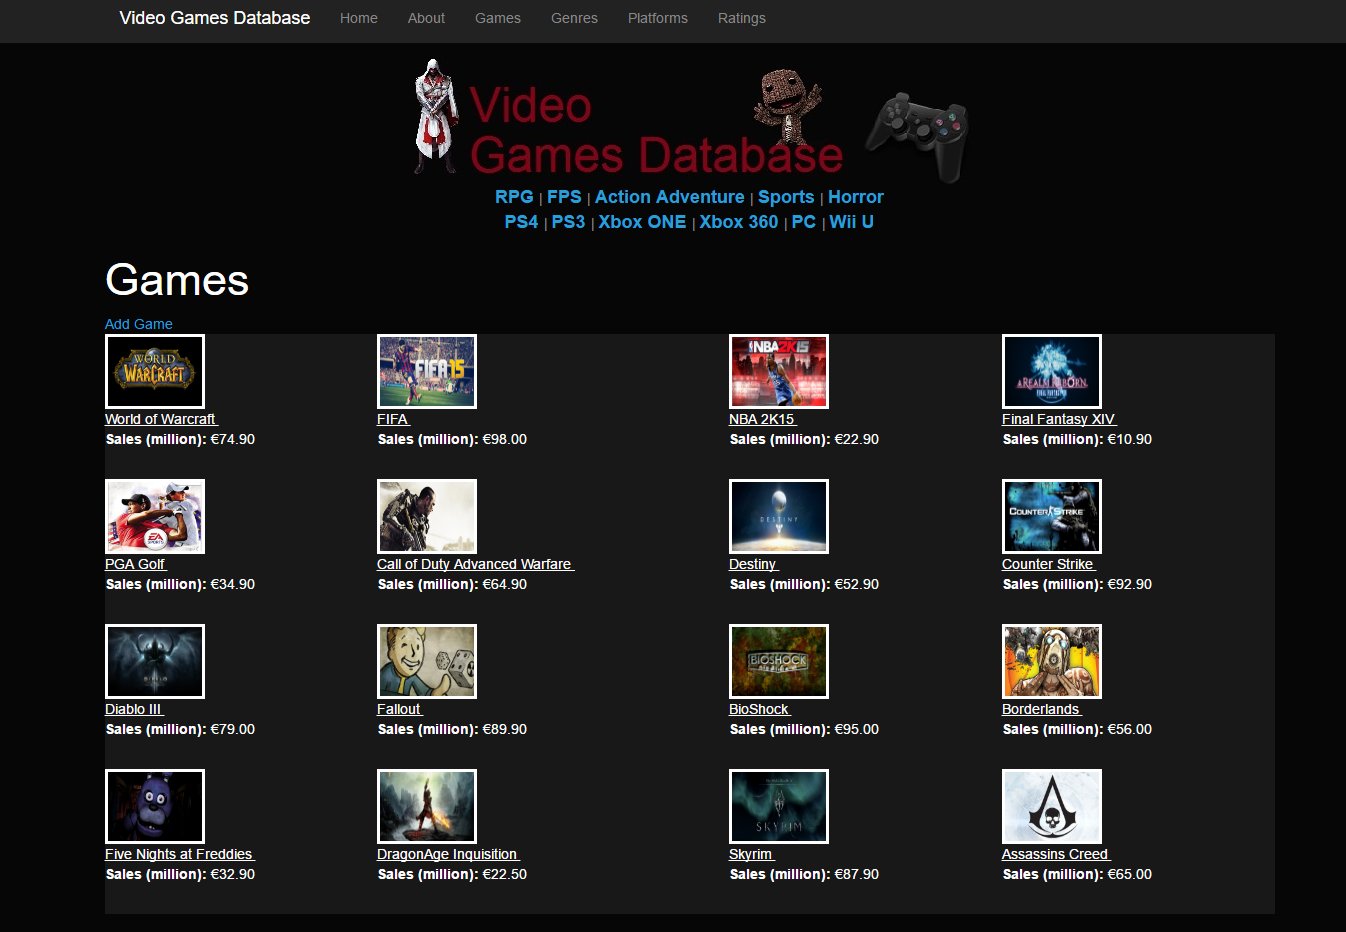 Video Games Database Home About Games Genres Platforms Ratings
Video
Games Database
RPG | FPS | Action Adventure | Sports | Horror
PS4 | PS3 | Xbox ONE | Xbox 360 | PC | Wii U
Games
Add Game
WORLD
WARCRAFT
FIFA 15
NBA 2K15
A REALM REBORN
FINAL FANTASY XIV
World of Warcraft FIFA NBA 2K15 Final Fantasy XIV
Sales (million): €74.90 Sales (million): €98.00 Sales (million): €22.90 Sales (million): €10.90
EA
SPORTS
DESTINY
COUNTER STRIKE
PGA Golf Call of Duty Advanced Warfare Destiny Counter Strike
Sales (million): €34.90 Sales (million): €64.90 Sales (million): €52.90 Sales (million): €92.90
DIABLO
BIOSHOCK
Diablo III Fallout BioShock Borderlands
Sales (million): €79.00 Sales (million): €89.90 Sales (million): €95.00 Sales (million): €56.00
SKYRIM
Five Nights at Freddies DragonAge Inquisition Skyrim Assassins Creed
Sales (million): €32.90 Sales (million): €22.50 Sales (million): €87.90 Sales (million): €65.00